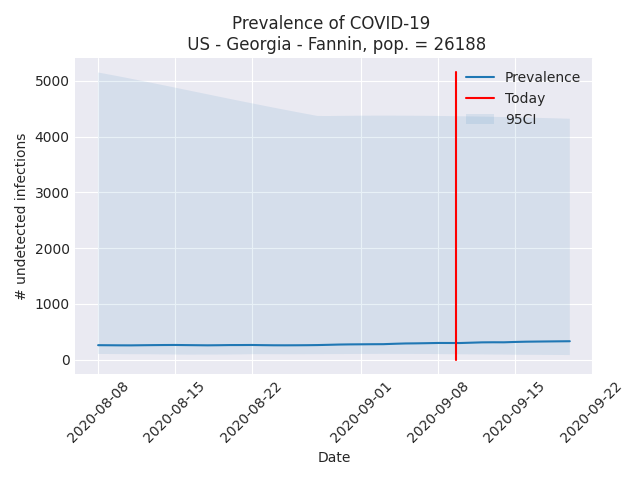 Prevalence of COVID-19
US - Georgia - Fannin, pop. = 26188
Prevalence
Today
95CI
# undetected infections
5000
4000
3000
2000
1000
0
2020-08-08
2020-08-15
2020-08-22
2020-09-01
2020-09-08
2020-09-15
2020-09-22
Date